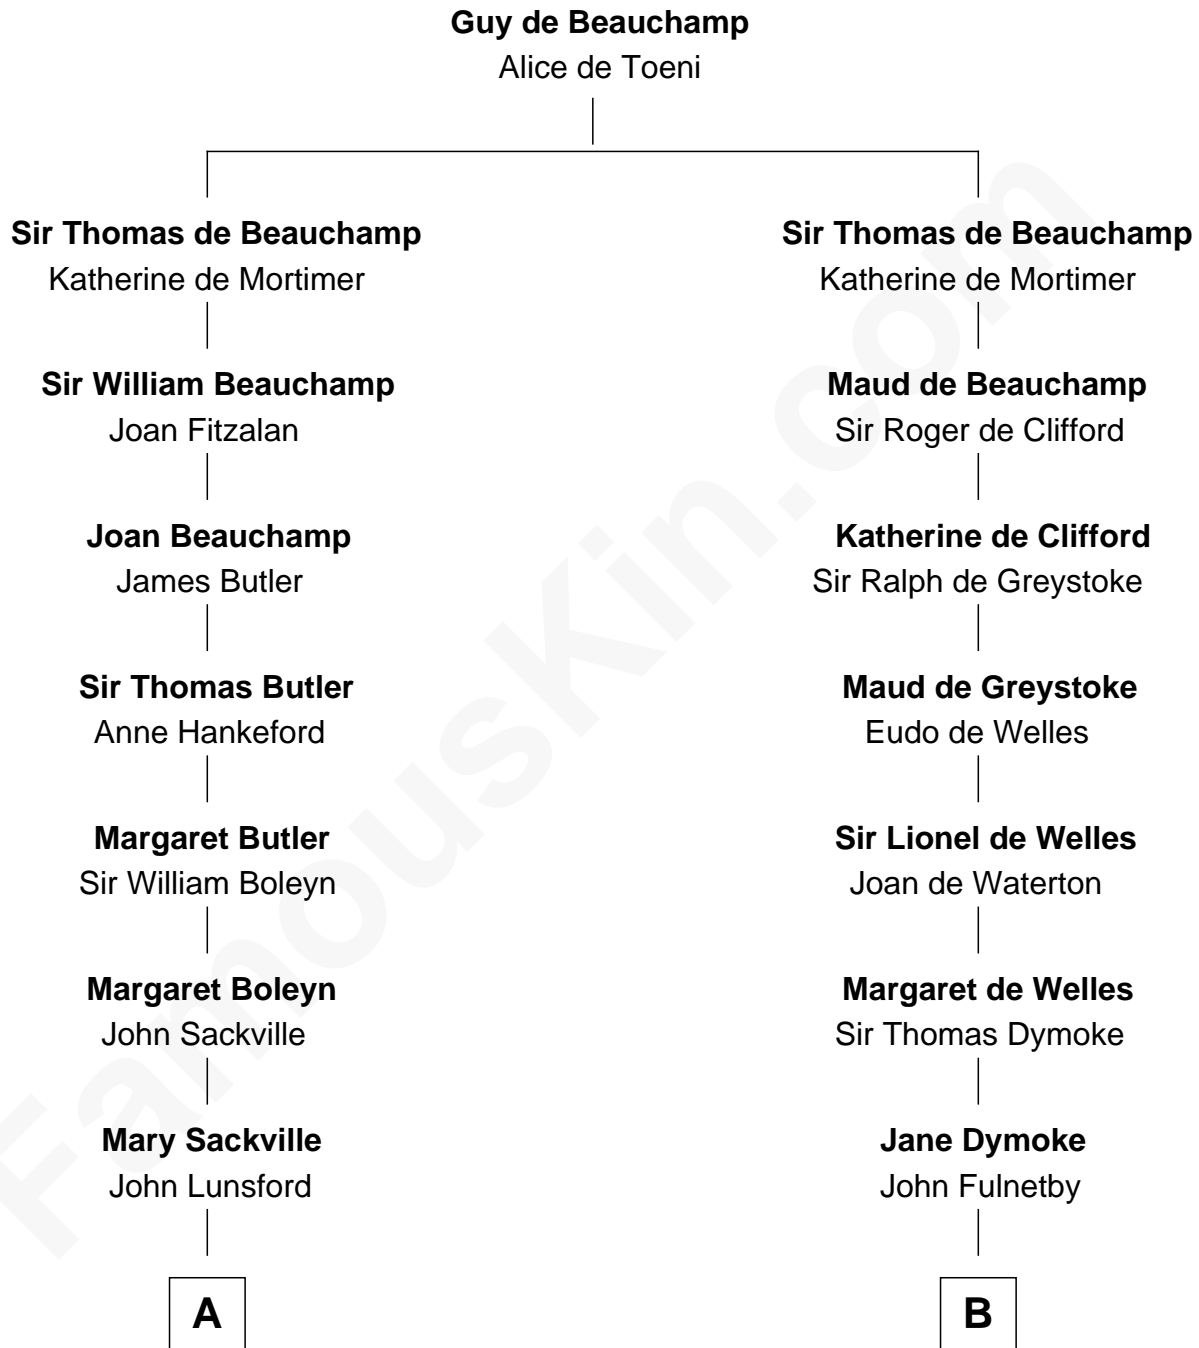 Guy de Beauchamp
Alice de Toeni
Sir Thomas de Beauchamp
Katherine de Mortimer
Sir William Beauchamp
Joan Fitzalan
Joan Beauchamp
James Butler
Sir Thomas Butler
Anne Hankeford
Margaret Butler
Sir William Boleyn
Margaret Boleyn
John Sackville
Mary Sackville
John Lunsford
A
Sir Thomas de Beauchamp
Katherine de Mortimer
Maud de Beauchamp
Sir Roger de Clifford
Katherine de Clifford
Sir Ralph de Greystoke
Maud de Greystoke
Eudo de Welles
Sir Lionel de Welles
Joan de Waterton
Margaret de Welles
Sir Thomas Dymoke
Jane Dymoke
John Fulnetby
B
FamousKin.com